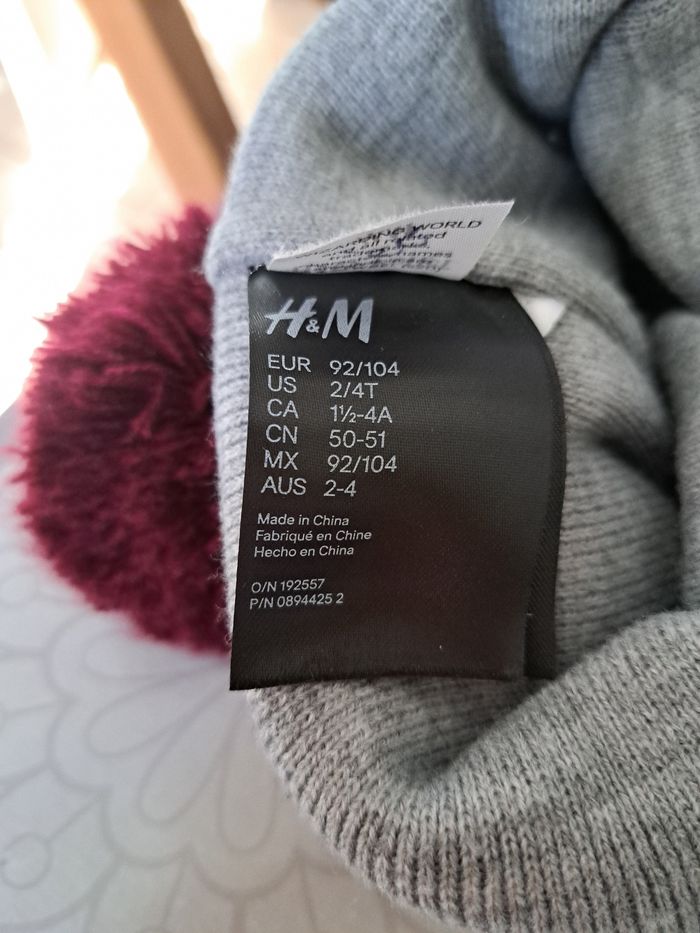 WORLD
H&M
EUR 92/104
US 2/4T
CA 1½-4A
CN 50-51
MX 92/104
AUS 2-4
Made in China
Fabriqué en Chine
Hecho en China
O/N 192557
P/N 0894425 2